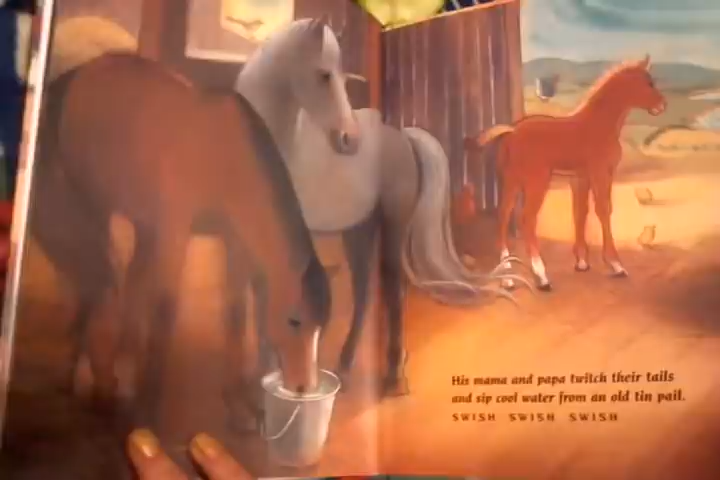 His mama and papa twitch their tails
and sip cool water from an old tin pail.
SWISH SWISH SWISH